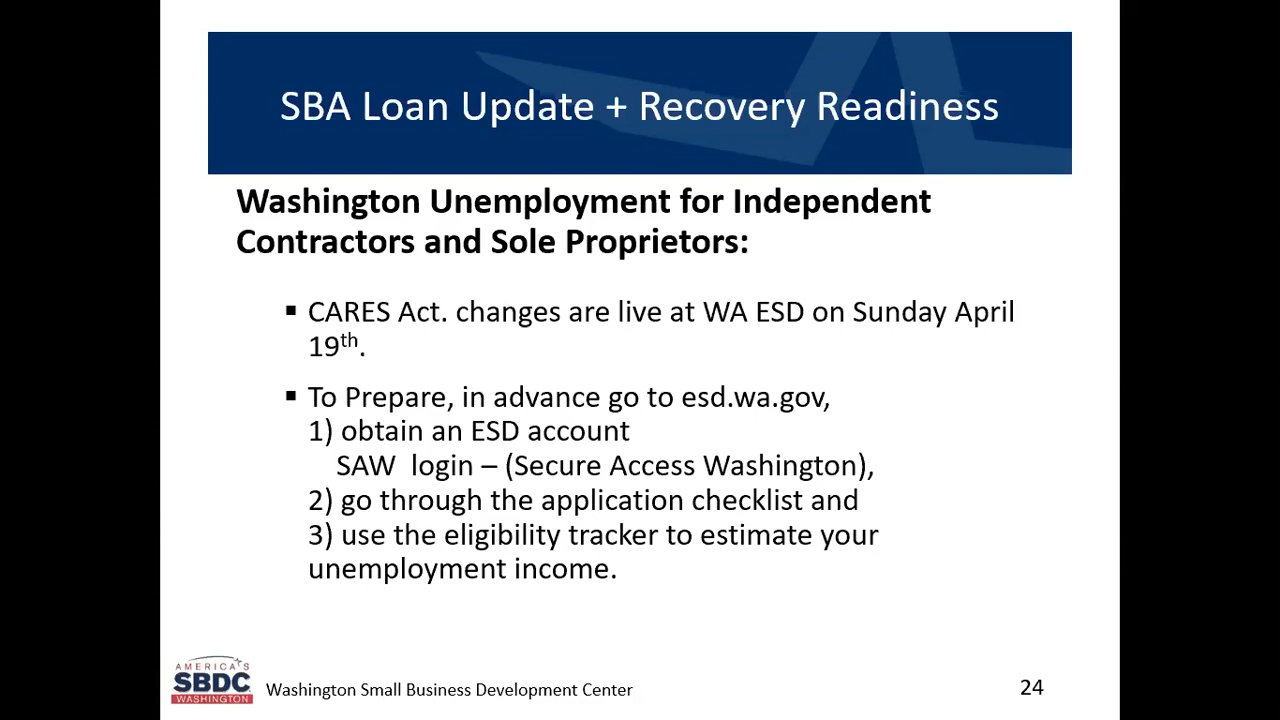 SBA Loan Update + Recovery Readiness
Washington Unemployment for Independent
Contractors and Sole Proprietors:
▪ CARES Act. changes are live at WA ESD on Sunday April
19th.
▪ To Prepare, in advance go to esd.wa.gov,
1) obtain an ESD account
SAW login – (Secure Access Washington),
2) go through the application checklist and
3) use the eligibility tracker to estimate your
unemployment income.
AMERICA'S
SBDC
WASHINGTON
Washington Small Business Development Center
24